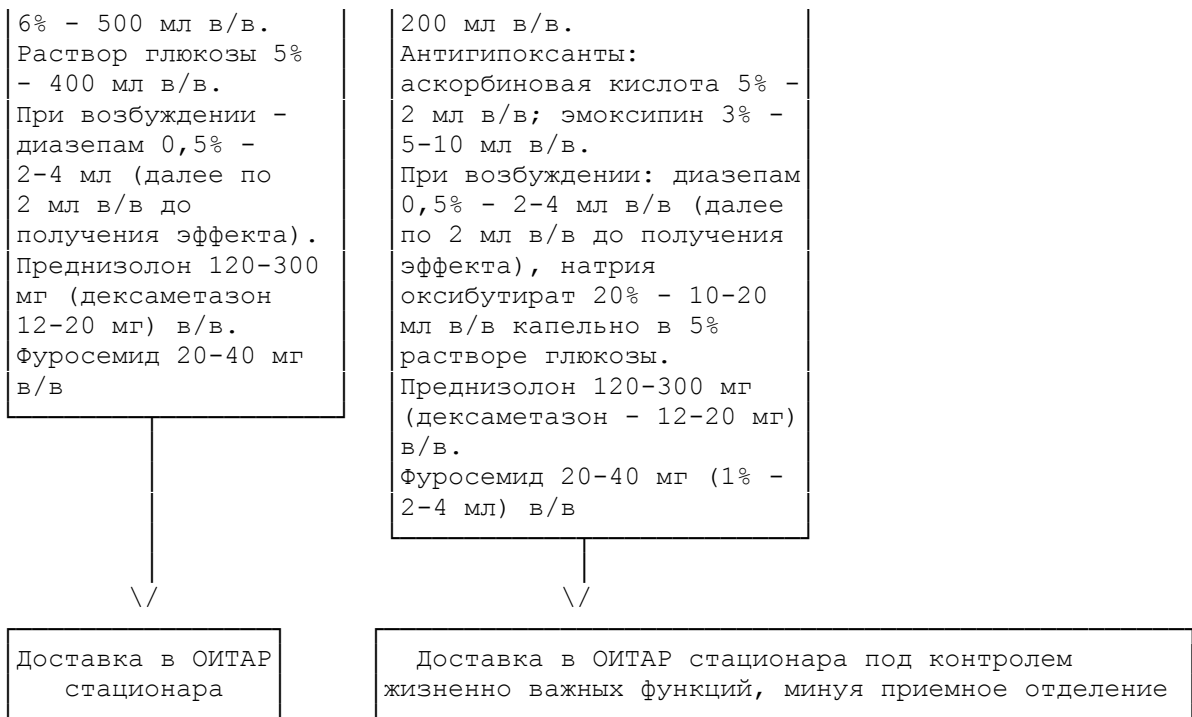 6% - 500 мл в/в.
Раствор глюкозы 5%
- 400 мл в/в.
При возбуждении -
диазепам 0,5% -
2-4 мл (далее по
2 мл в/в до
получения эффекта).
Преднизолон 120-300
мг (дексаметазон
12-20 мг) в/в.
Фуросемид 20-40 мг
в/в
200 мл в/в.
Антигипоксанты:
аскорбиновая кислота 5% -
2 мл в/в; эмоксипин 3% -
5-10 мл в/в.
При возбуждении: диазепам
0,5% - 2-4 мл в/в (далее
по 2 мл в/в до получения
эффекта), натрия
оксибутират 20% - 10-20
мл в/в капельно в 5%
растворе глюкозы.
Преднизолон 120-300 мг
(дексаметазон - 12-20 мг)
в/в.
Фуросемид 20-40 мг (1% -
2-4 мл) в/в
Доставка в ОИТАР
стационара
Доставка в ОИТАР стационара под контролем
жизненно важных функций, минуя приемное отделение